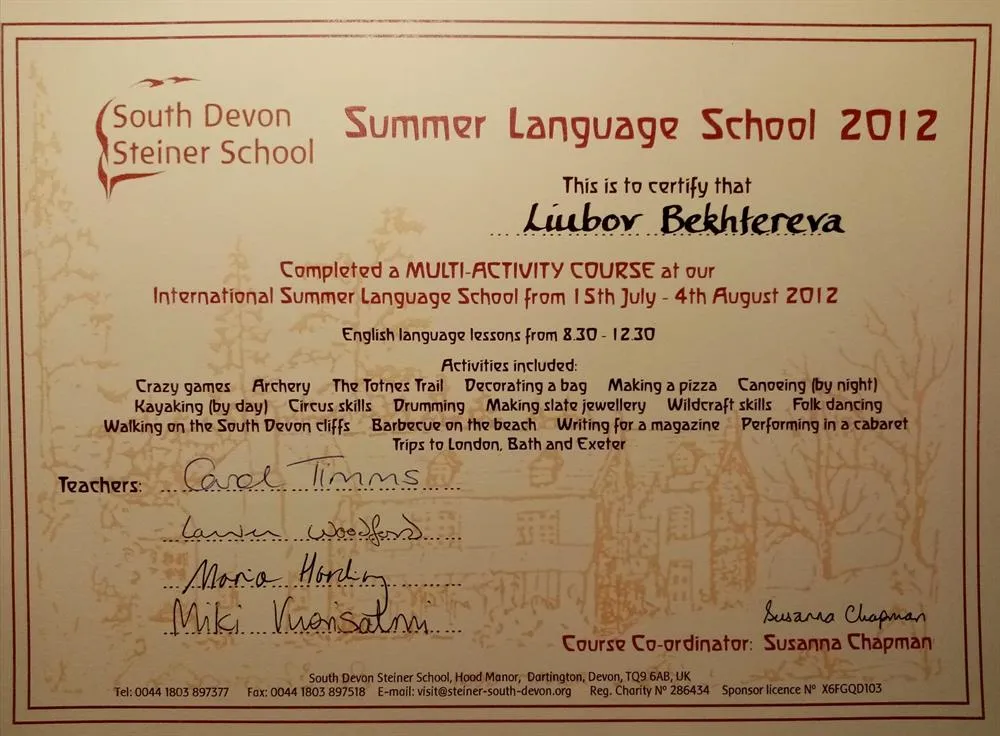 South Devon
Steiner School
Summer Language School 2012
This is to certify that
Liubov Bekhtereva
Completed a MULTI-ACTIVITY COURSE at our
International Summer Language School from 15th July - 4th August 2012
English language lessons from 8.30 - 12.30
Activities included:
Crazy games Archery The Totnes Trail Decorating a bag Making a pizza Canoeing (by night)
Kayaking (by day) Circus skills Drumming Making slate jewellery Wildcraft skills Folk dancing
Walking on the South Devon cliffs Barbecue on the beach Writing for a magazine Performing in a cabaret
Trips to London, Bath and Exeter
Teachers: Carol Timms
Lauren Woodford
Maria Harding
Miki
Susanna Chapman
Course Co-ordinator: Susanna Chapman
South Devon Steiner School, Hood Manor, Dartington, Devon, TQ9 6AB, UK
Tel: 0044 1803 897377 Fax: 0044 1803 897518 E-mail: visit@steiner-south-devon.org Reg. Charity Nº 286434 Sponsor licence Nº X6FGQD103